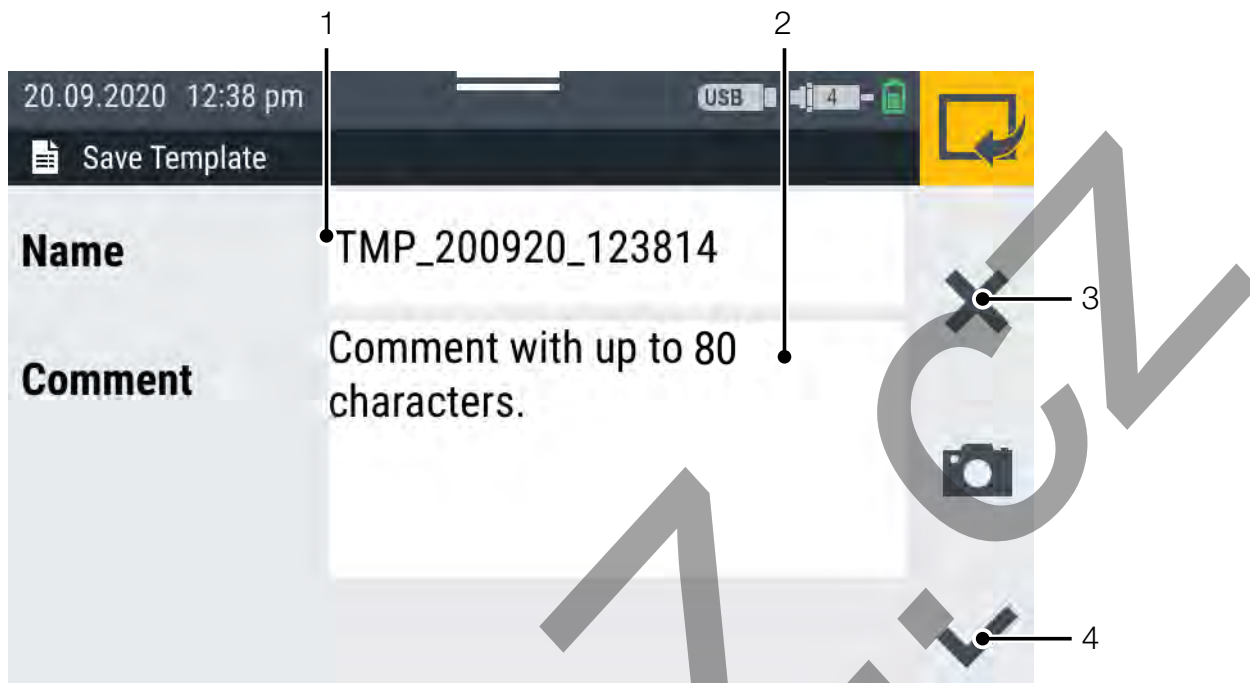 1 2
20.09.2020 12:38 pm USB 4
Save Template
Name TMP_200920_123814
3
Comment Comment with up to 80
characters.
4